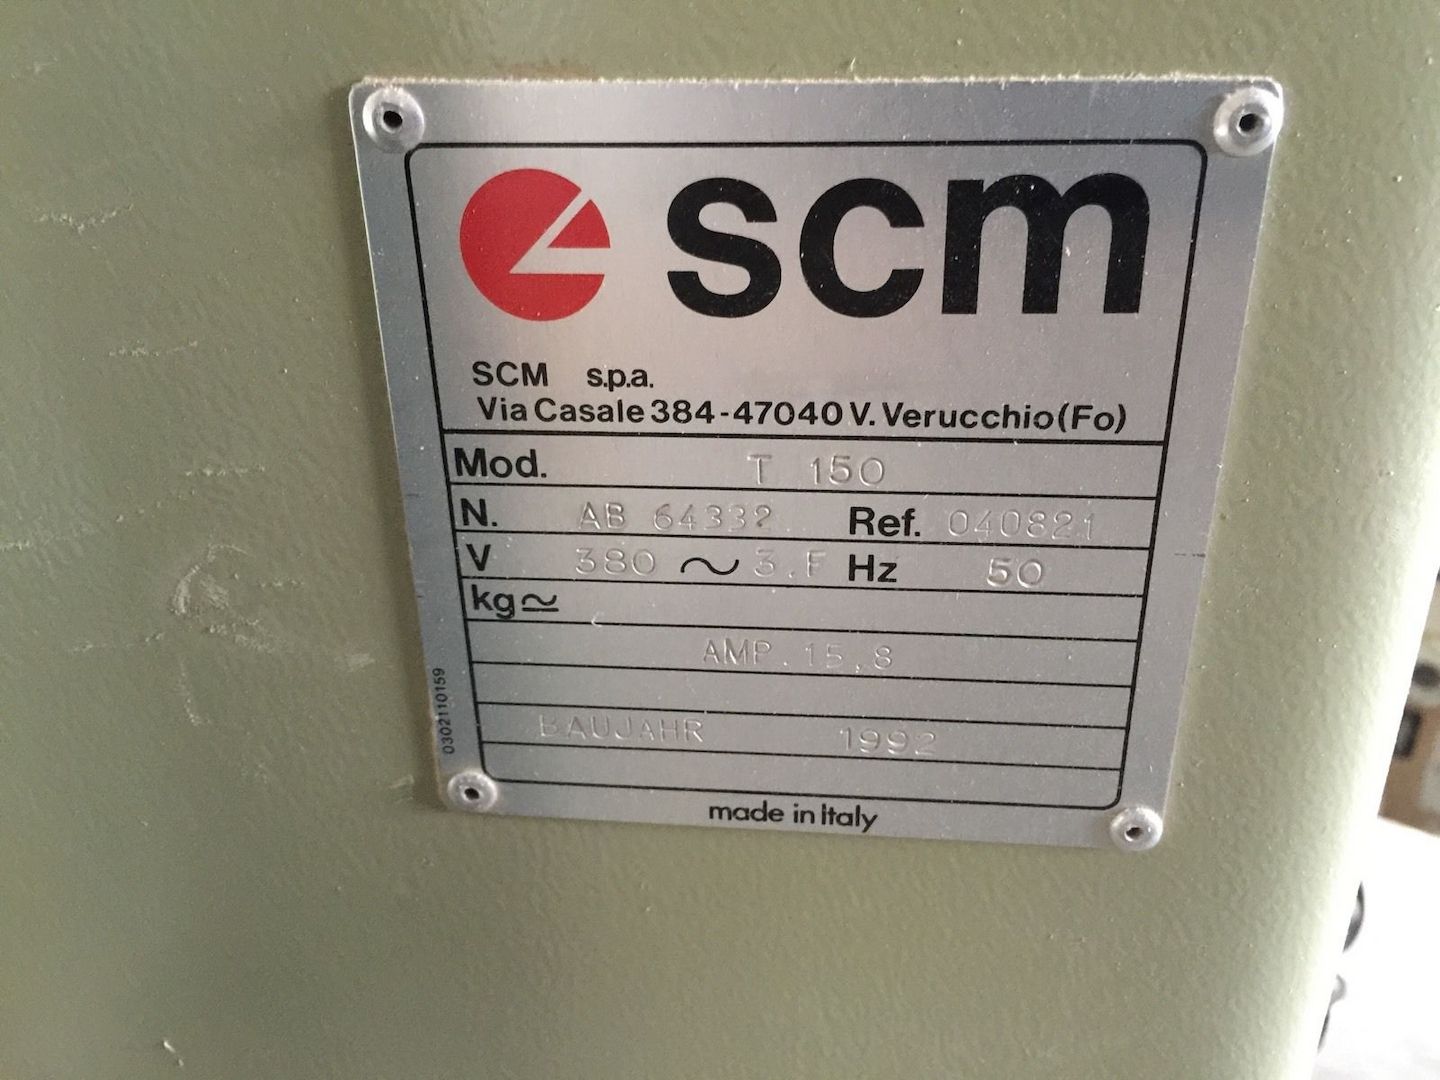 scm
SCM s.p.a.
Via Casale 384-47040 V. Verucchio (Fo)
Mod. T 150
N. AB 64332 Ref. 040821
V 380 ~ 3.F Hz 50
kg≃
AMP. 15,8
BAUJAHR 1992
made in Italy
0302110159